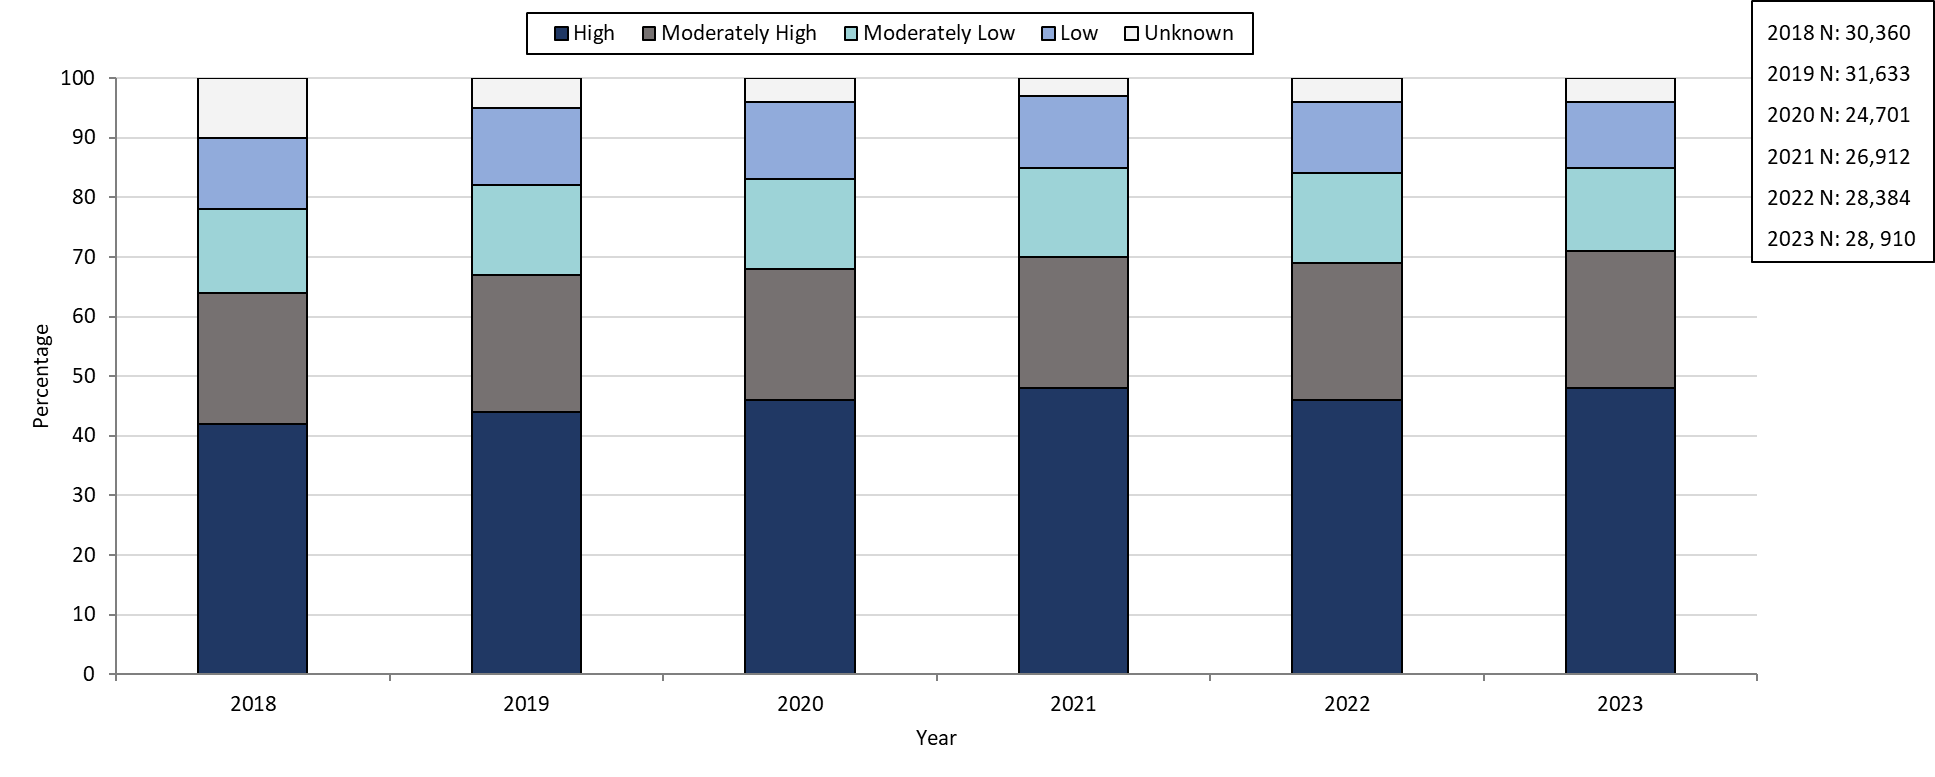 High Moderately High Moderately Low Low Unknown
2018 N: 30,360
2019 N: 31,633
2020 N: 24,701
2021 N: 26,912
2022 N: 28,384
2023 N: 28, 910
Percentage
100
90
80
70
60
50
40
30
20
10
0
2018 2019 2020 2021 2022 2023
Year